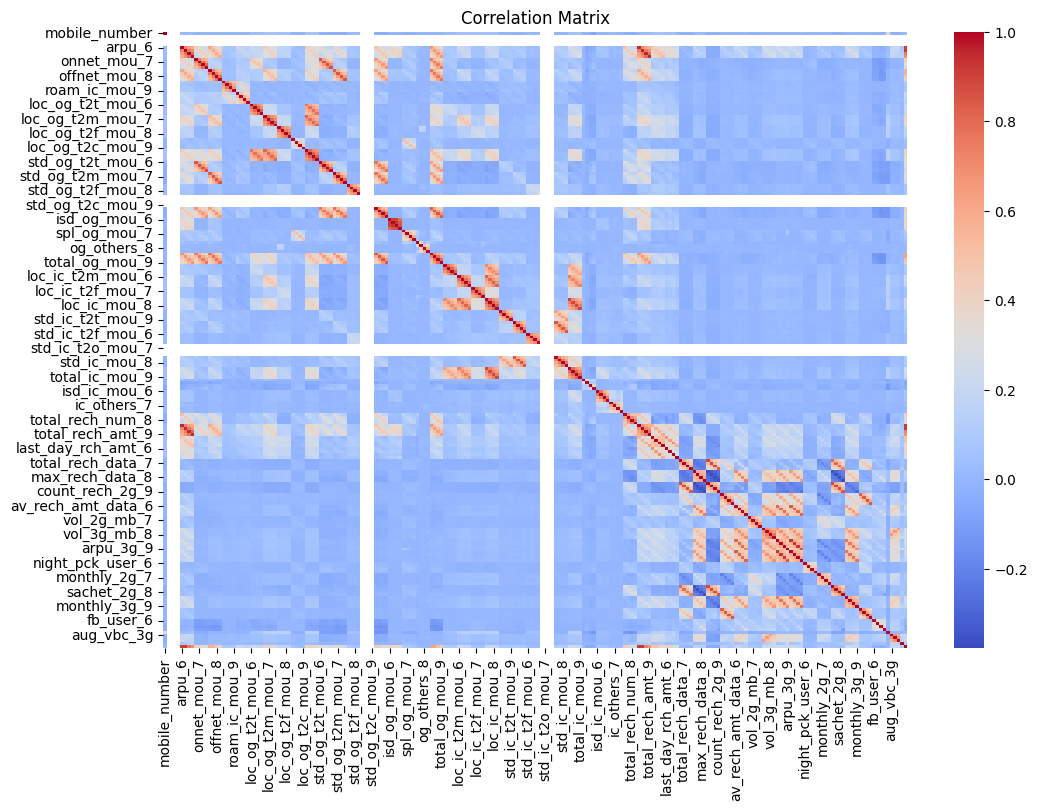 Correlation Matrix
mobile_number
arpu_6
onnet_mou_7
offnet_mou_8
roam_ic_mou_9
loc_og_t2t_mou_6
loc_og_t2m_mou_7
loc_og_t2f_mou_8
loc_og_t2c_mou_9
std_og_t2t_mou_6
std_og_t2m_mou_7
std_og_t2f_mou_8
std_og_t2c_mou_9
isd_og_mou_6
spl_og_mou_7
og_others_8
total_og_mou_9
loc_ic_t2m_mou_6
loc_ic_t2f_mou_7
loc_ic_mou_8
std_ic_t2t_mou_9
std_ic_t2f_mou_6
std_ic_t2o_mou_7
std_ic_mou_8
total_ic_mou_9
isd_ic_mou_6
ic_others_7
total_rech_num_8
total_rech_amt_9
last_day_rch_amt_6
total_rech_data_7
max_rech_data_8
count_rech_2g_9
av_rech_amt_data_6
vol_2g_mb_7
vol_3g_mb_8
arpu_3g_9
night_pck_user_6
monthly_2g_7
sachet_2g_8
monthly_3g_9
fb_user_6
aug_vbc_3g
mobile_number
arpu_6
onnet_mou_7
offnet_mou_8
roam_ic_mou_9
loc_og_t2t_mou_6
loc_og_t2m_mou_7
loc_og_t2f_mou_8
loc_og_t2c_mou_9
std_og_t2t_mou_6
std_og_t2m_mou_7
std_og_t2f_mou_8
std_og_t2c_mou_9
isd_og_mou_6
spl_og_mou_7
og_others_8
total_og_mou_9
loc_ic_t2m_mou_6
loc_ic_t2f_mou_7
loc_ic_mou_8
std_ic_t2t_mou_9
std_ic_t2f_mou_6
std_ic_t2o_mou_7
std_ic_mou_8
total_ic_mou_9
isd_ic_mou_6
ic_others_7
total_rech_num_8
total_rech_amt_9
last_day_rch_amt_6
total_rech_data_7
max_rech_data_8
count_rech_2g_9
av_rech_amt_data_6
vol_2g_mb_7
vol_3g_mb_8
arpu_3g_9
night_pck_user_6
monthly_2g_7
sachet_2g_8
monthly_3g_9
fb_user_6
aug_vbc_3g
1.0
0.8
0.6
0.4
0.2
0.0
−0.2